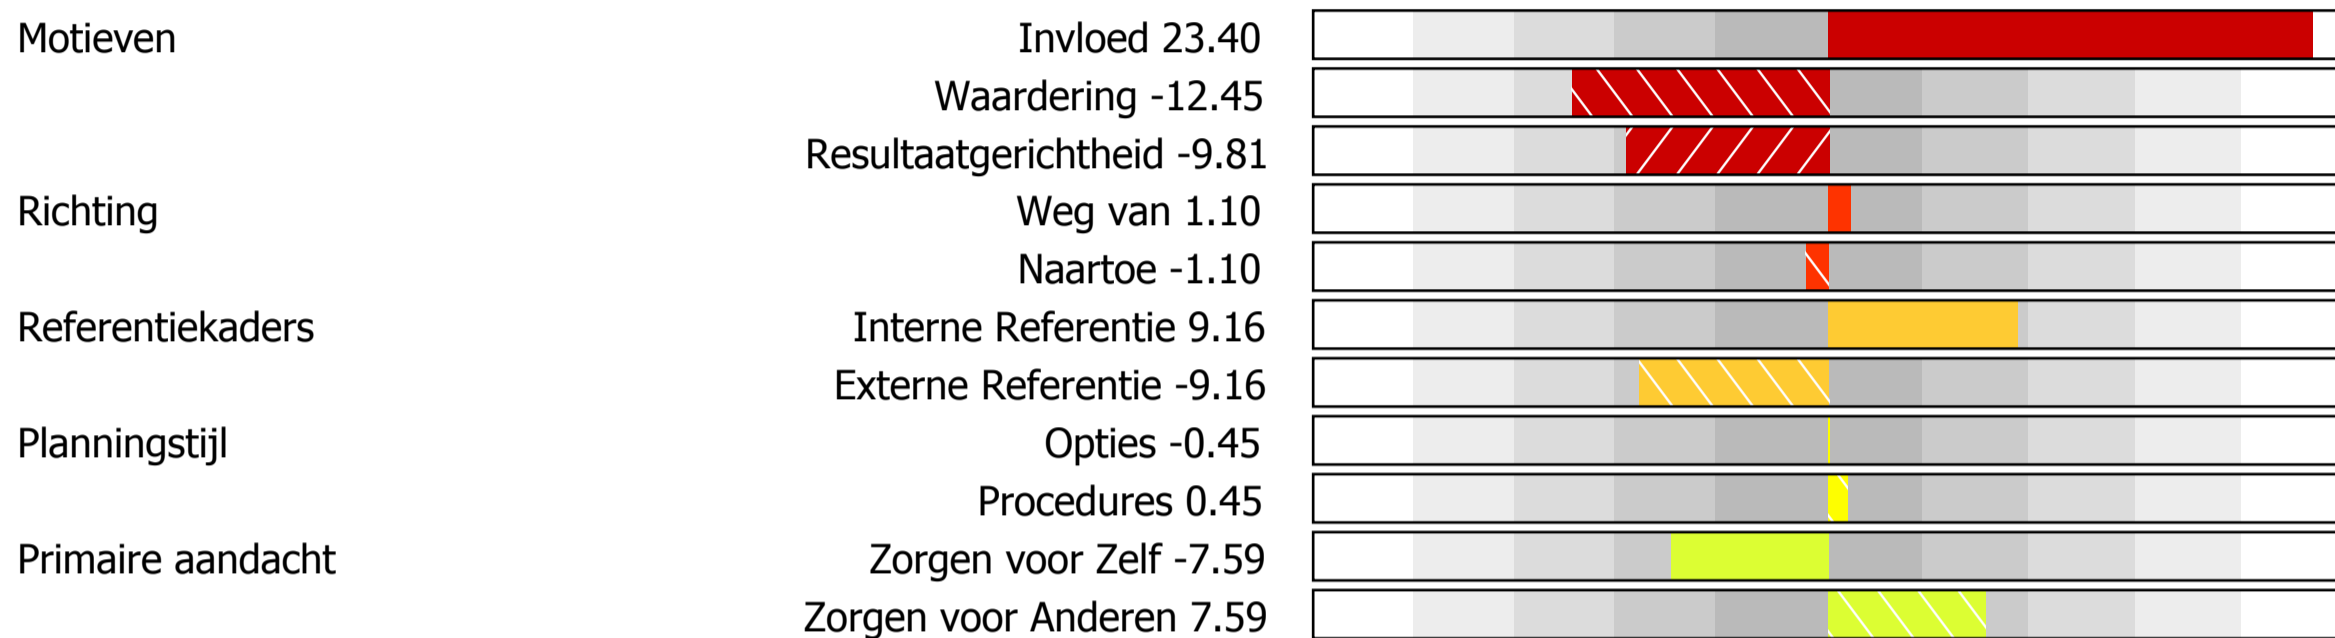 Motieven Invloed 23.40
Waardering -12.45
Resultaatgerichtheid -9.81
Richting Weg van 1.10
Naartoe -1.10
Referentiekaders Interne Referentie 9.16
Externe Referentie -9.16
Planningstijl Opties -0.45
Procedures 0.45
Primaire aandacht Zorgen voor Zelf -7.59
Zorgen voor Anderen 7.59